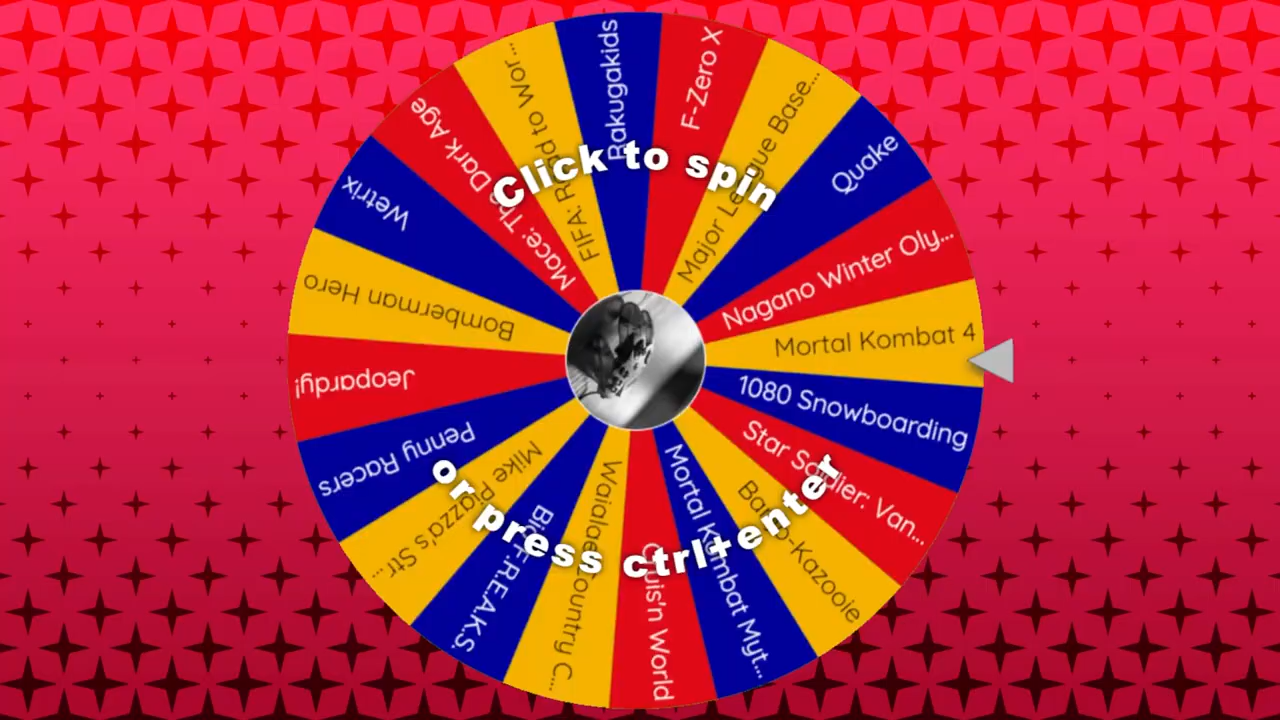 Click to spin
or press ctrl+enter
Rakugakids
F-Zero X
Major League Base...
Quake
Nagano Winter Oly...
Mortal Kombat 4
1080 Snowboarding
Star Soldier: Van...
Banjo-Kazooie
Mortal Kombat Myt...
Cruis'n World
Waialae Country C...
Bio F.R.E.A.K.S.
Mike Piazza's Str...
Penny Racers
Jeopardy!
Bomberman Hero
Wetrix
Mace: The Dark Age
FIFA: Road to Wor...